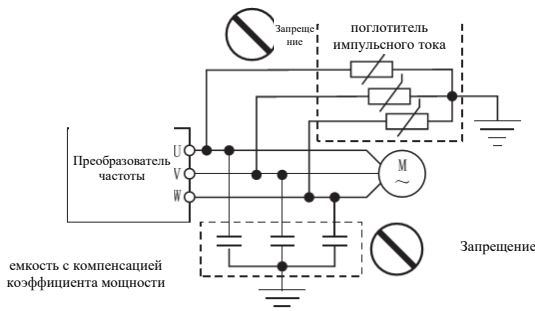 Запреще
ние
поглотитель
импульсного тока
Преобразователь
частоты
U
V
W
M
~
Запрещение
емкость с компенсацией
коэффициента мощности